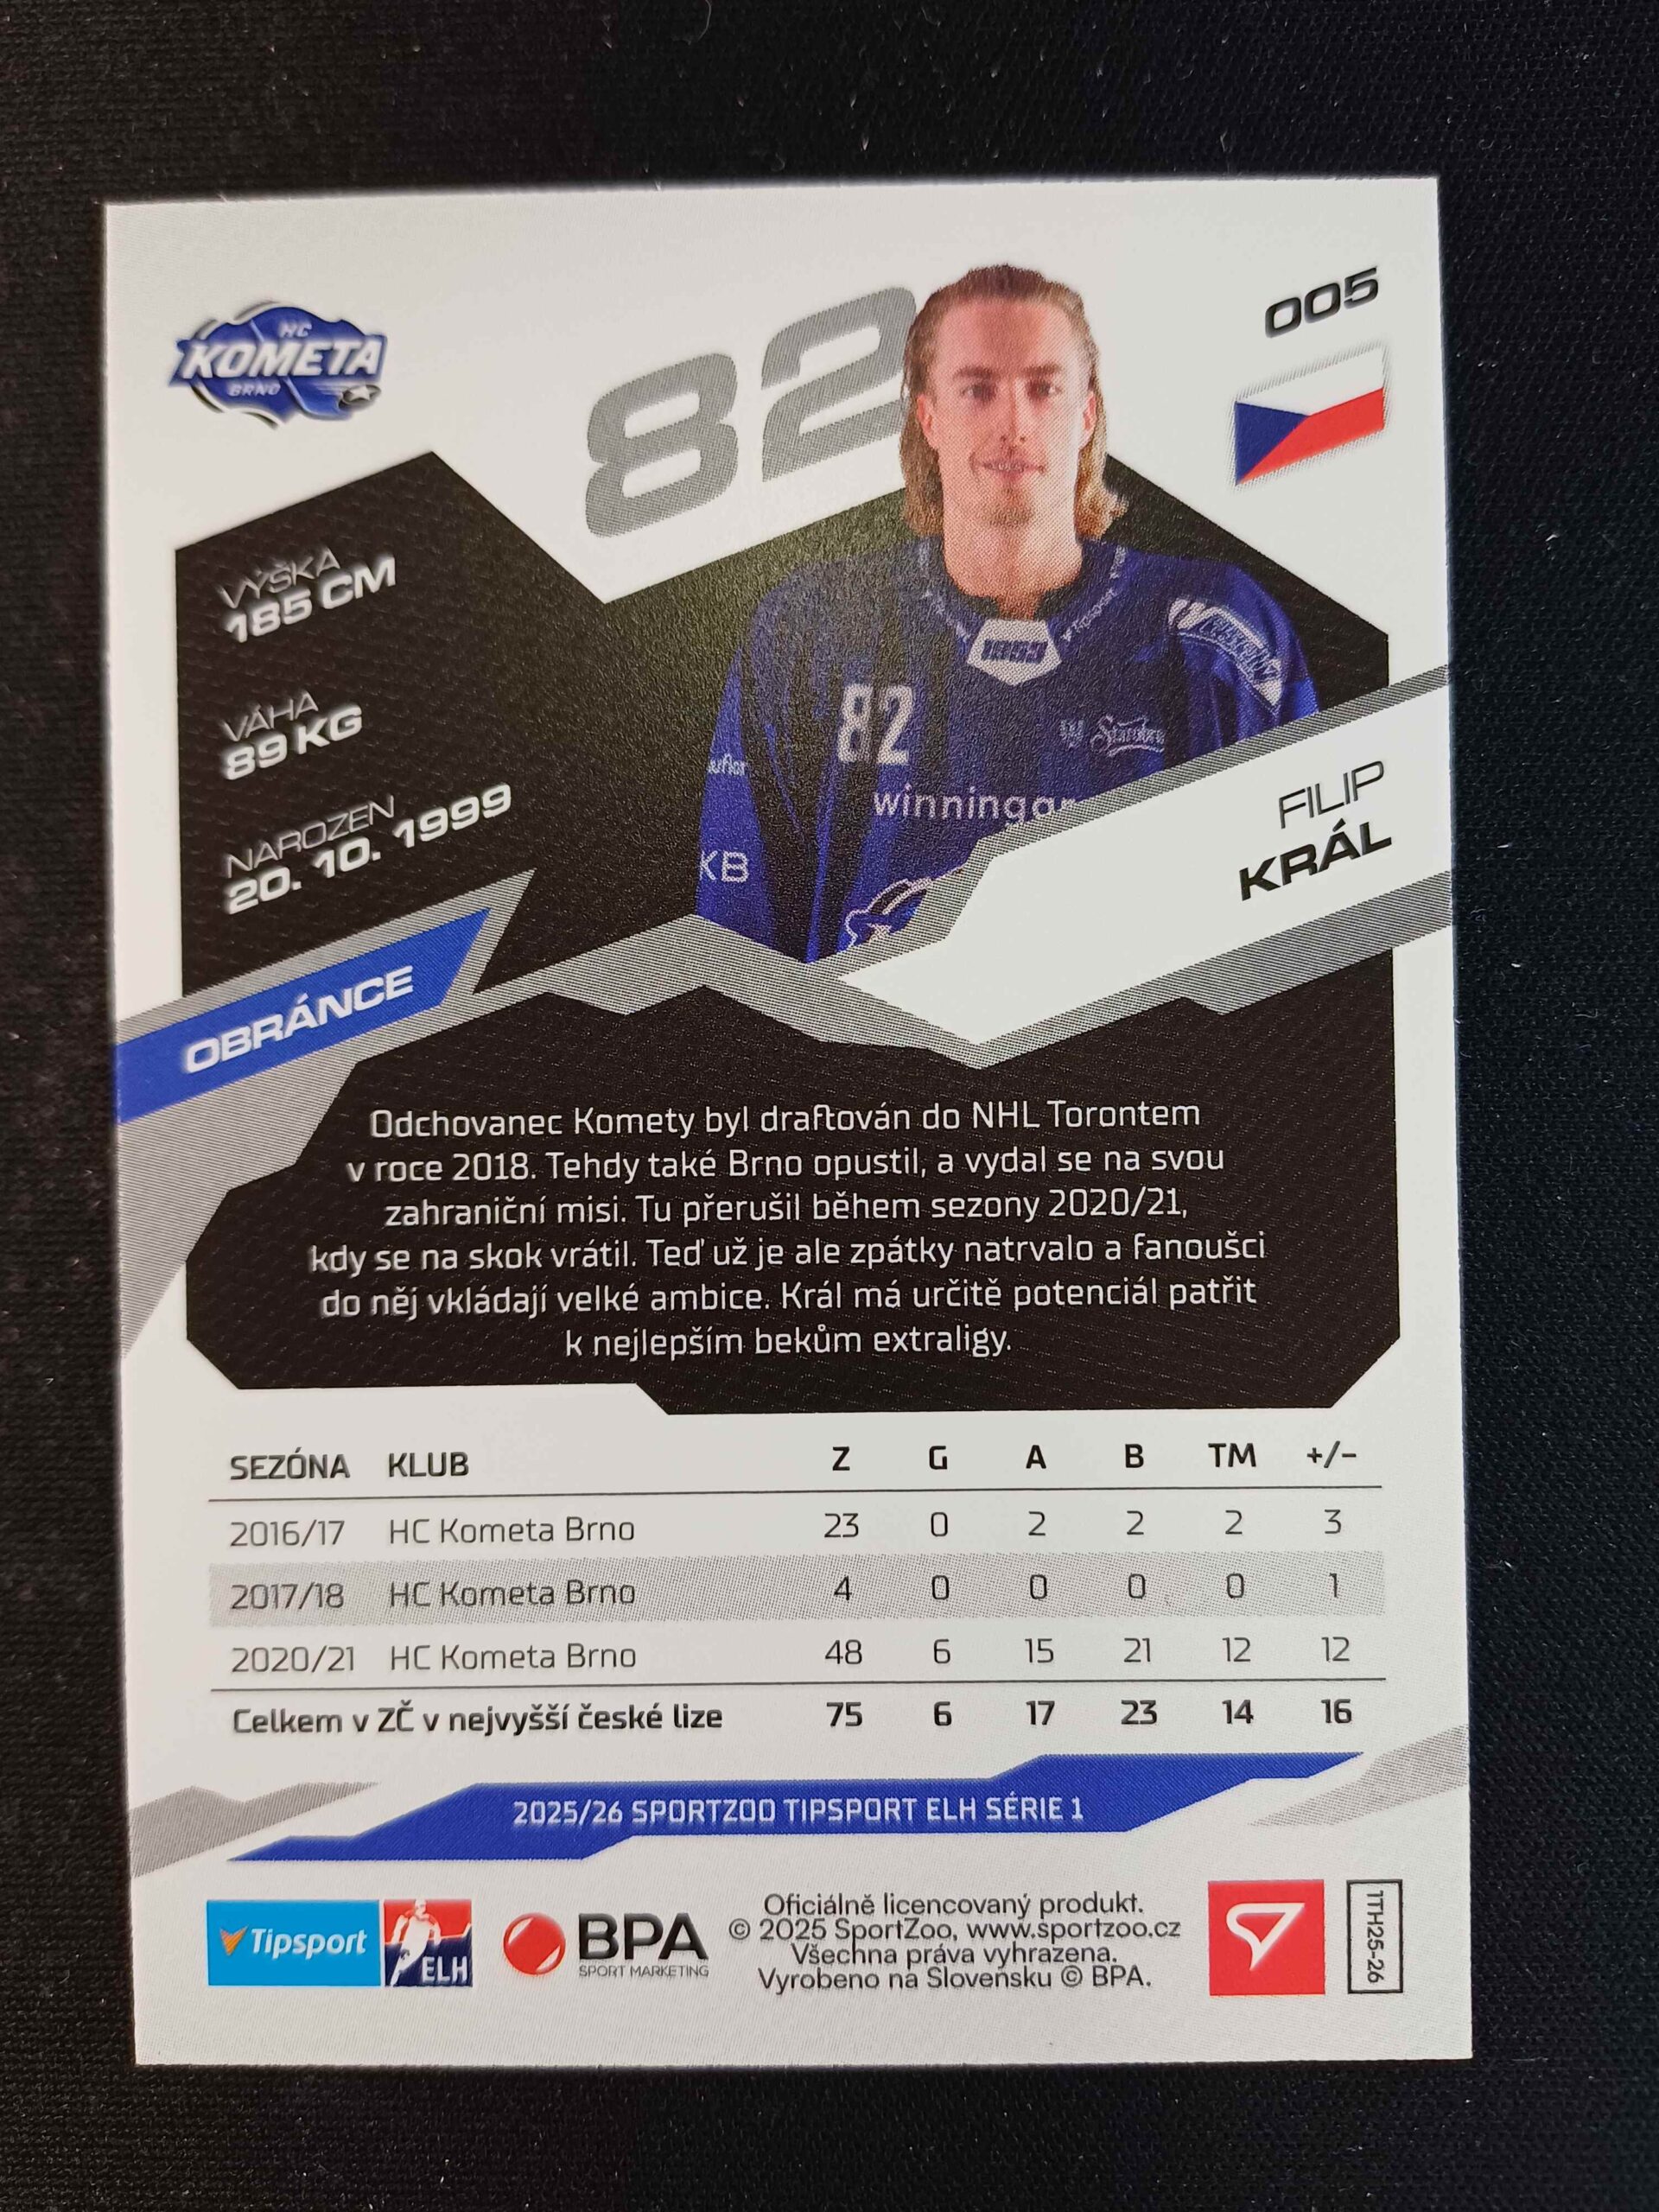 HC
KOMETA
BRNO
82
005
VÝŠKA
185 CM
VÁHA
89 KG
NAROZEN
20. 10. 1999
Tipsport
82
Starobrno
winninggr
KB
FILIP
KRÁL
OBRÁNCE
Odchovanec Komety byl draftován do NHL Torontem
v roce 2018. Tehdy také Brno opustil, a vydal se na svou
zahraniční misi. Tu přerušil během sezony 2020/21,
kdy se na skok vrátil. Teď už je ale zpátky natrvalo a fanoušci
do něj vkládají velké ambice. Král má určitě potenciál patřit
k nejlepším bekům extraligy.
SEZÓNA KLUB Z G A B TM +/−
2016/17 HC Kometa Brno 23 0 2 2 2 3
2017/18 HC Kometa Brno 4 0 0 0 0 1
2020/21 HC Kometa Brno 48 6 15 21 12 12
Celkem v ZČ v nejvyšší české lize 75 6 17 23 14 16
2025/26 SPORTZOO TIPSPORT ELH SÉRIE 1
Tipsport
ELH
BPA
SPORT MARKETING
Oficiálně licencovaný produkt.
© 2025 SportZoo, www.sportzoo.cz
Všechna práva vyhrazena.
Vyrobeno na Slovensku © BPA.
1TH25-26